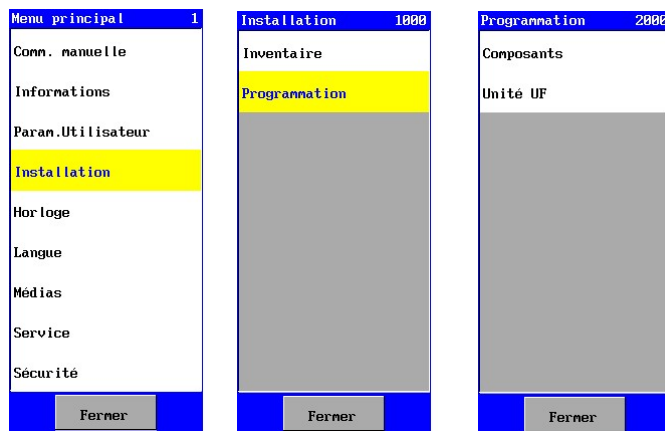 Menu principal 1
Comm. manuelle
Informations
Param.Utilisateur
Installation
Horloge
Langue
Médias
Service
Sécurité
Fermer
Installation 1000
Inventaire
Programmation
Fermer
Programmation 2000
Composants
Unité UF
Fermer